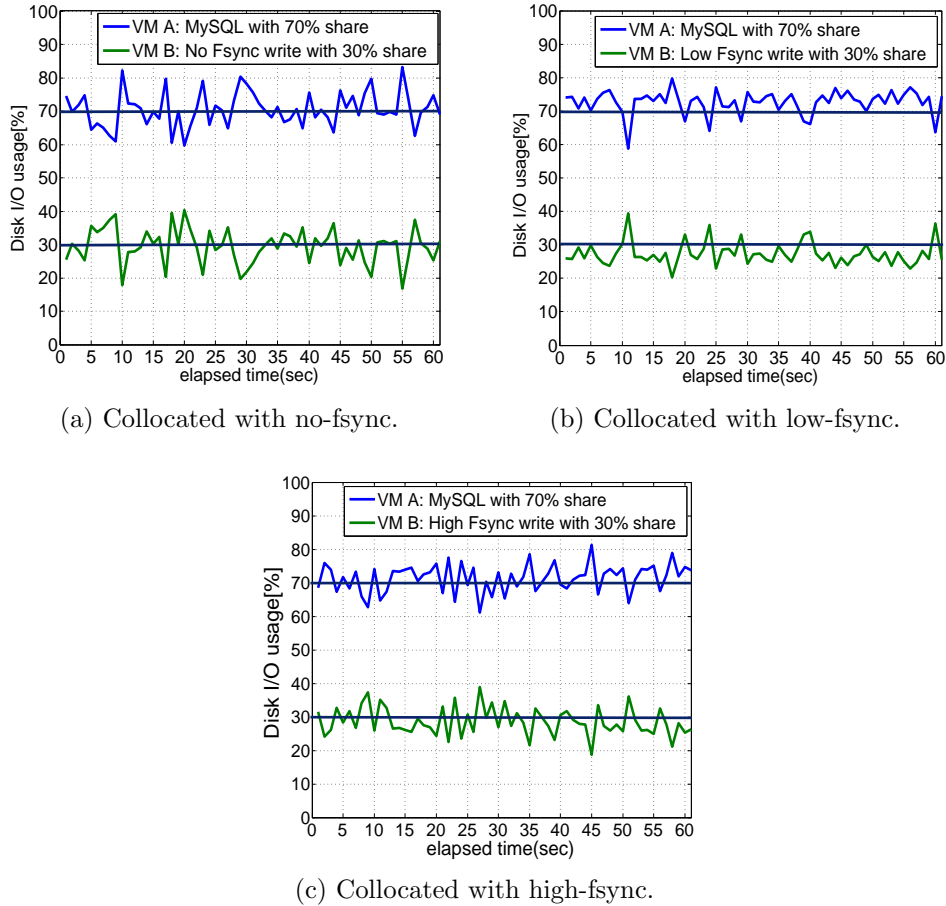 100
90
80
70
60
50
40
30
20
10
0
Disk I/O usage[%]
VM A: MySQL with 70% share
VM B: No Fsync write with 30% share
0 5 10 15 20 25 30 35 40 45 50 55 60
elapsed time(sec)
(a) Collocated with no-fsync.
100
90
80
70
60
50
40
30
20
10
0
Disk I/O usage[%]
VM A: MySQL with 70% share
VM B: Low Fsync write with 30% share
0 5 10 15 20 25 30 35 40 45 50 55 60
elapsed time(sec)
(b) Collocated with low-fsync.
100
90
80
70
60
50
40
30
20
10
0
Disk I/O usage[%]
VM A: MySQL with 70% share
VM B: High Fsync write with 30% share
0 5 10 15 20 25 30 35 40 45 50 55 60
elapsed time(sec)
(c) Collocated with high-fsync.